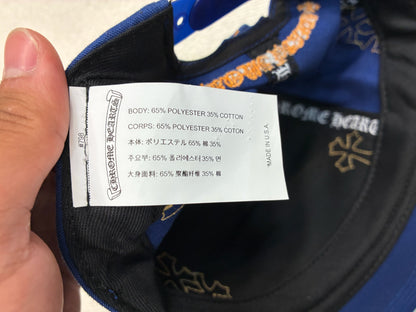 BODY: 65% POLYESTER 35% COTTON
CORPS: 65% POLYESTER 35% COTON
本体: ポリエステル 65% 綿 35%
주요부: 65% 폴리에스터 35% 면
大身面料: 65% 聚酯纤维 35% 棉
*MADE IN U.S.A.
CHROME HEARTS
CHROME HEARTS